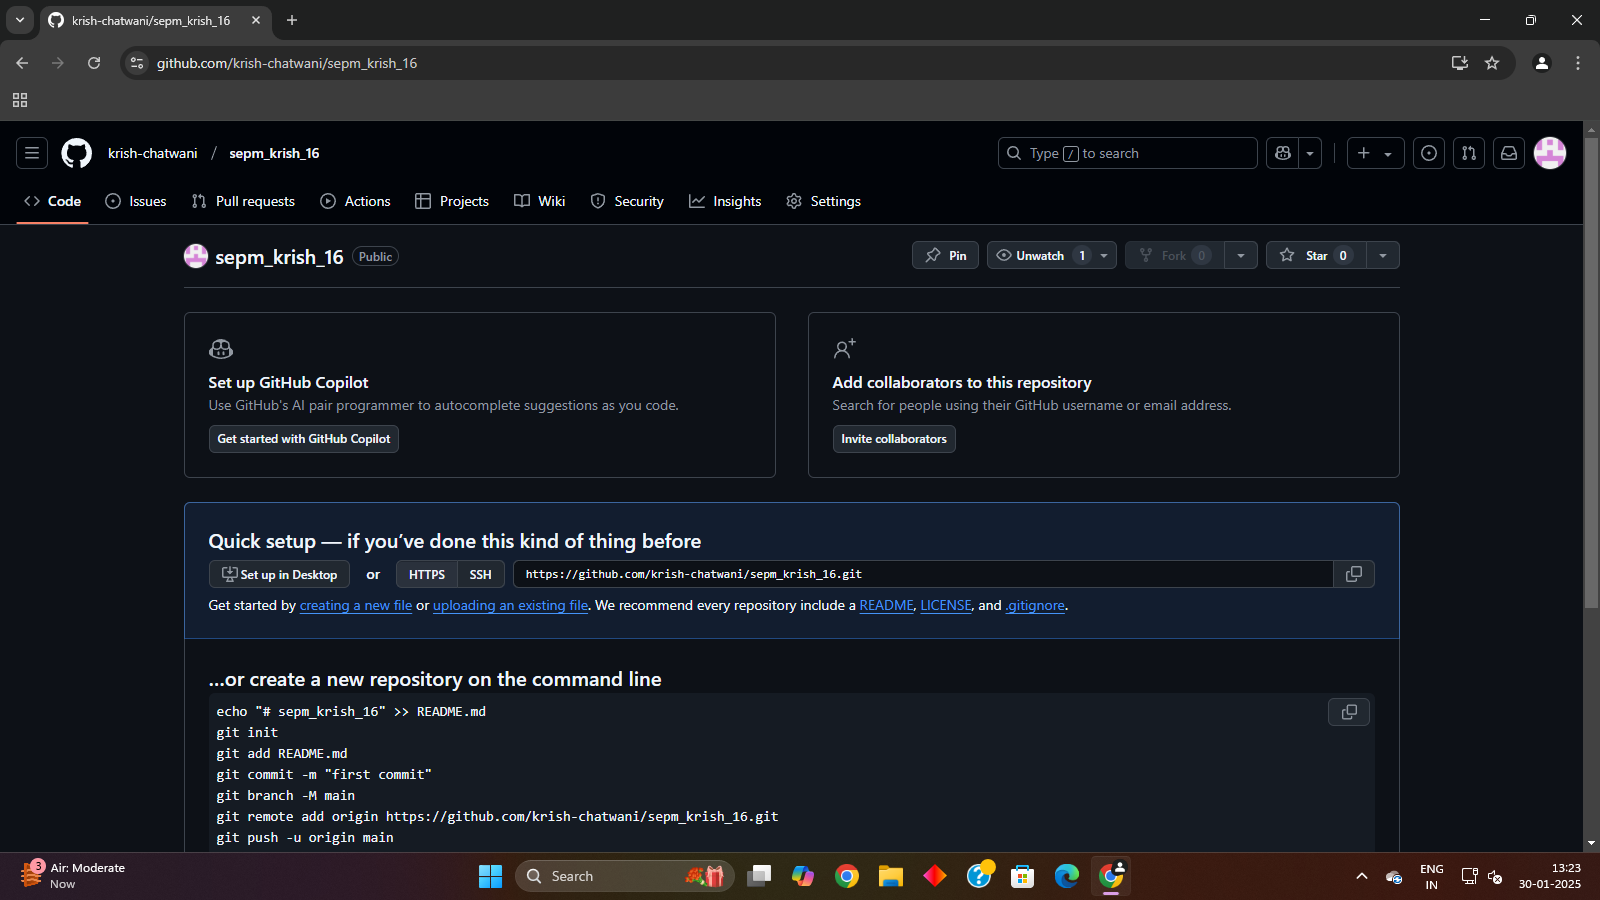 krish-chatwani/sepm_krish_16
github.com/krish-chatwani/sepm_krish_16
krish-chatwani / sepm_krish_16
Type / to search
Code
Issues
Pull requests
Actions
Projects
Wiki
Security
Insights
Settings
sepm_krish_16 Public
Pin
Unwatch 1
Fork 0
Star 0
Set up GitHub Copilot
Use GitHub's AI pair programmer to autocomplete suggestions as you code.
Get started with GitHub Copilot
Add collaborators to this repository
Search for people using their GitHub username or email address.
Invite collaborators
Quick setup — if you’ve done this kind of thing before
Set up in Desktop or HTTPS SSH https://github.com/krish-chatwani/sepm_krish_16.git
Get started by creating a new file or uploading an existing file. We recommend every repository include a README, LICENSE, and .gitignore.
…or create a new repository on the command line
echo "# sepm_krish_16" >> README.md
git init
git add README.md
git commit -m "first commit"
git branch -M main
git remote add origin https://github.com/krish-chatwani/sepm_krish_16.git
git push -u origin main
3
Air: Moderate
Now
Search
ENG
IN
13:23
30-01-2025